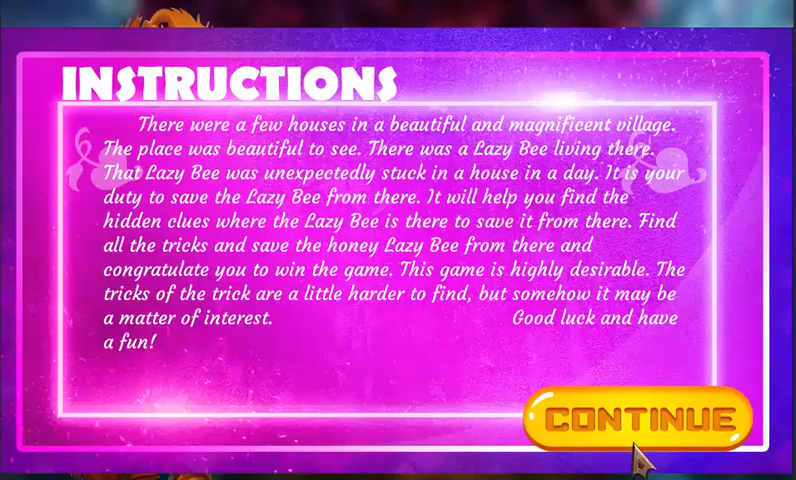 INSTRUCTIONS
There were a few houses in a beautiful and magnificent village.
The place was beautiful to see. There was a Lazy Bee living there.
That Lazy Bee was unexpectedly stuck in a house in a day. It is your
duty to save the Lazy Bee from there. It will help you find the
hidden clues where the Lazy Bee is there to save it from there. Find
all the tricks and save the honey Lazy Bee from there and
congratulate you to win the game. This game is highly desirable. The
tricks of the trick are a little harder to find, but somehow it may be
a matter of interest. Good luck and have
a fun!
CONTINUE